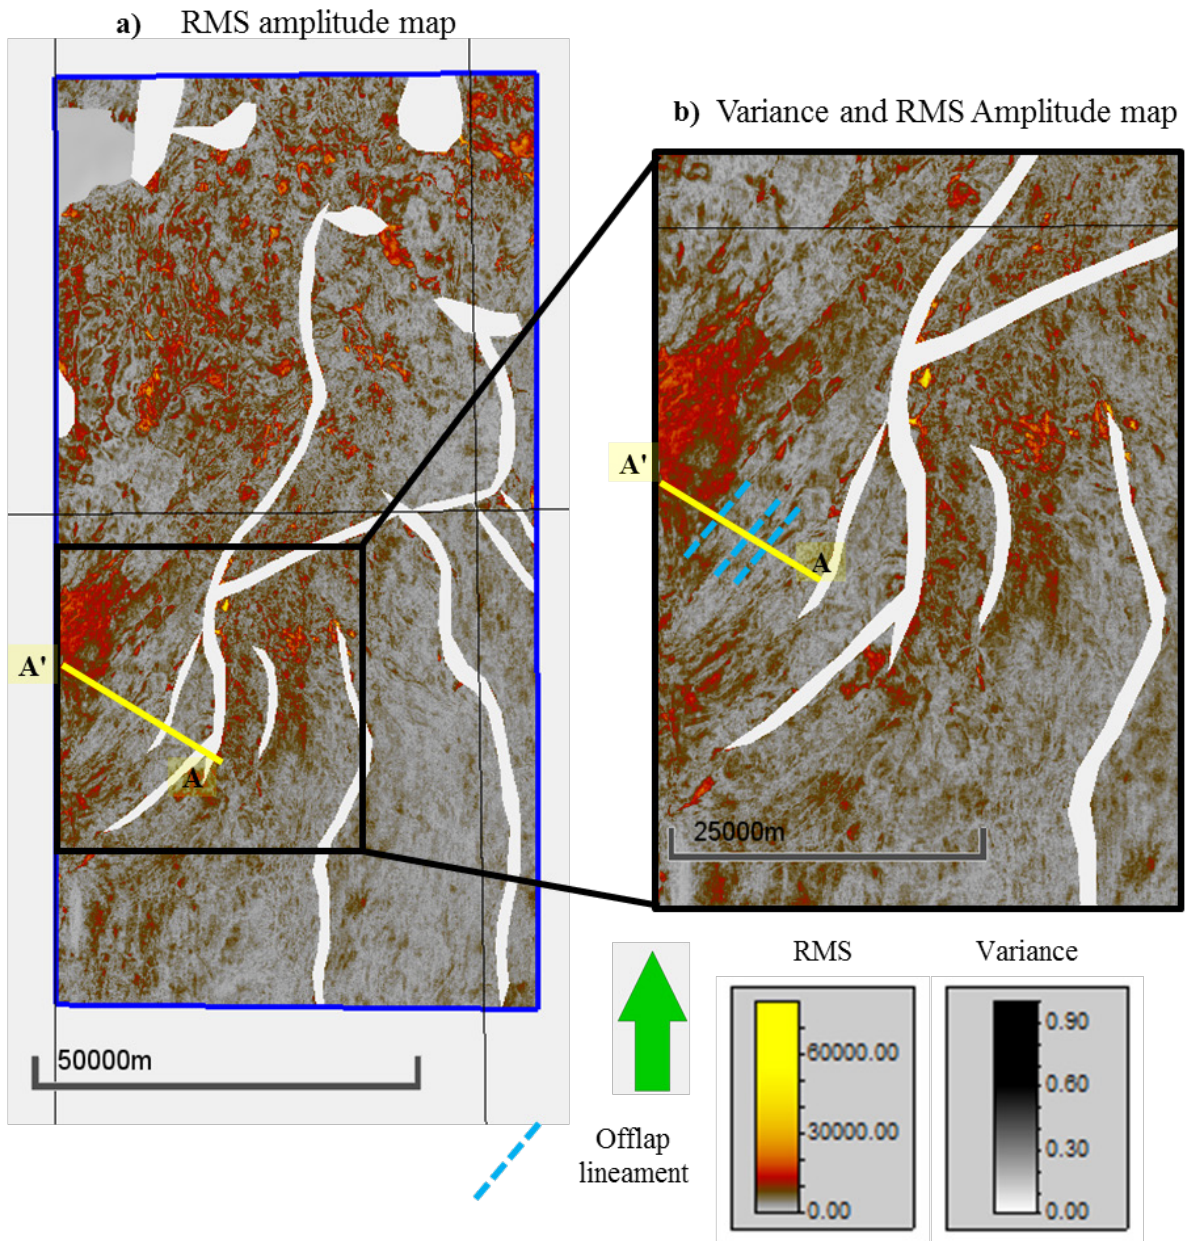 a) RMS amplitude map
b) Variance and RMS Amplitude map
A'
A
A'
A
25000m
50000m
RMS
Variance
60000.00
30000.00
0.00
0.90
0.60
0.30
0.00
Offlap
lineament